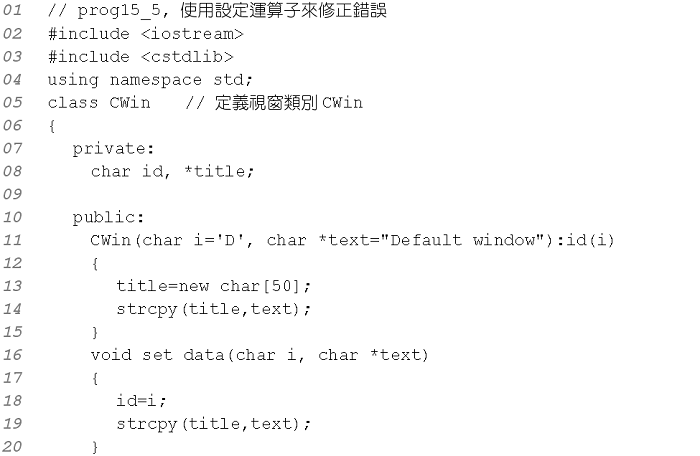 01 // prog15_5, 使用設定運算子來修正錯誤
02 #include <iostream>
03 #include <cstdlib>
04 using namespace std;
05 class CWin // 定義視窗類別CWin
06 {
07 private:
08 char id, *title;
09
10 public:
11 CWin(char i='D', char *text="Default window"):id(i)
12 {
13 title=new char[50];
14 strcpy(title,text);
15 }
16 void set data(char i, char *text)
17 {
18 id=i;
19 strcpy(title,text);
20 }